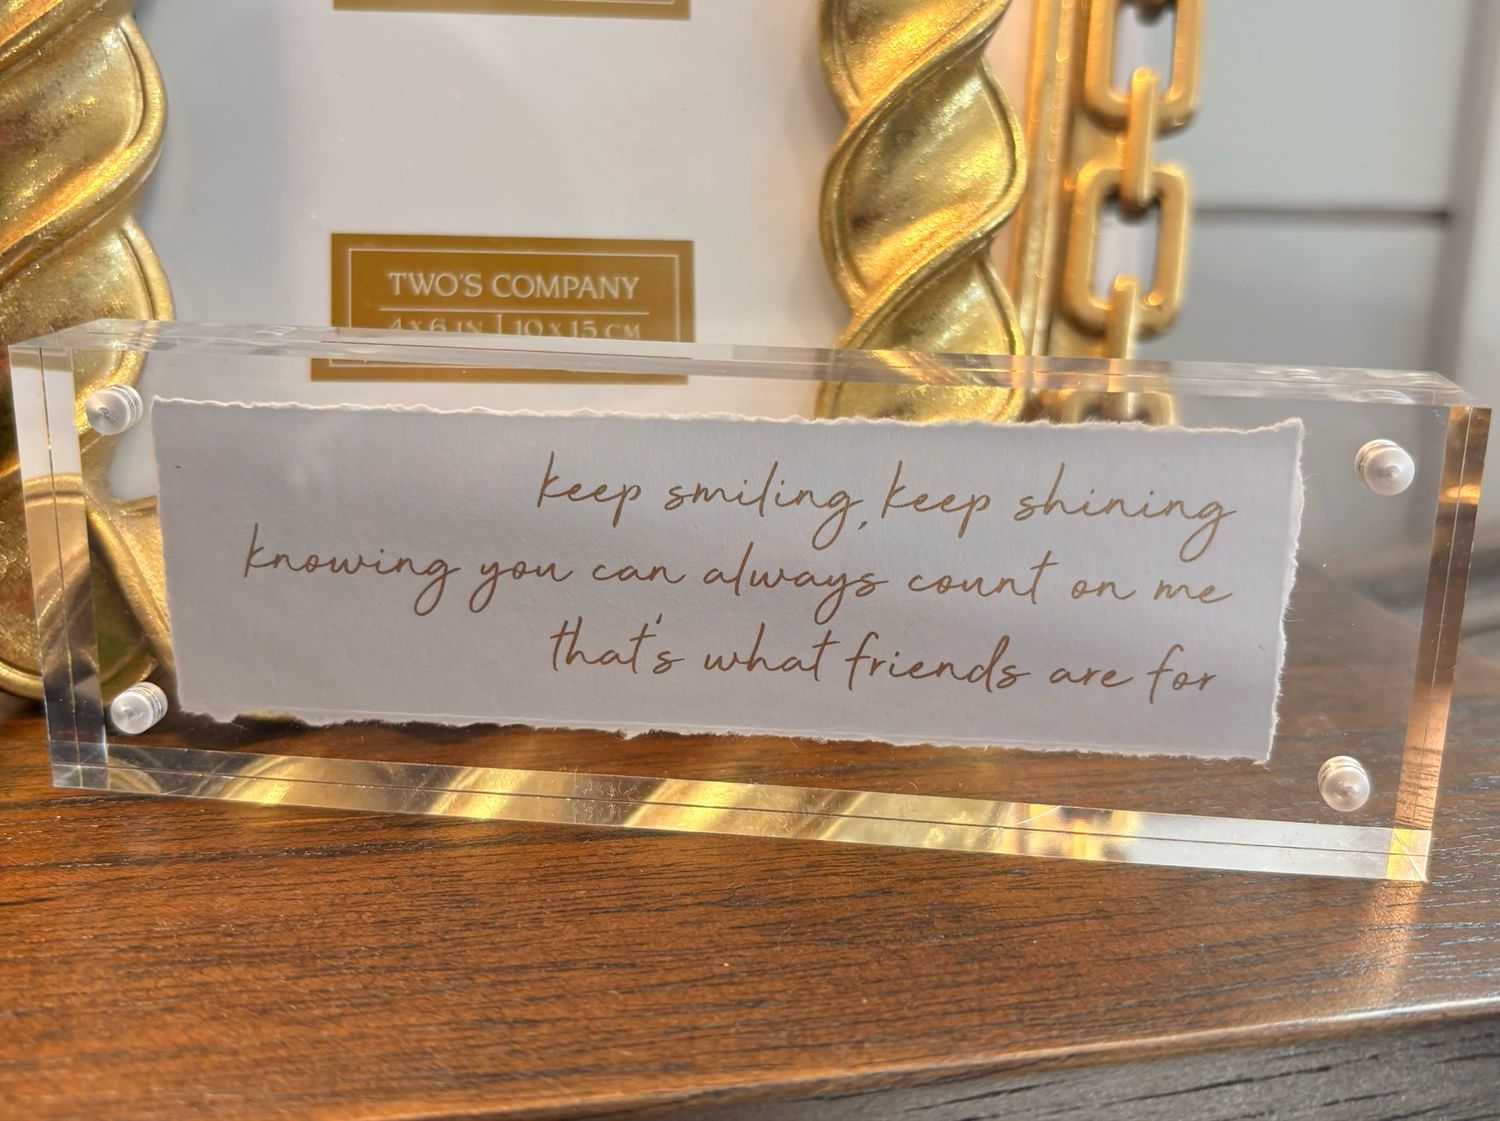 TWO'S COMPANY
4 x 6 IN | 10 x 15 CM
keep smiling, keep shining
knowing you can always count on me
that's what friends are for